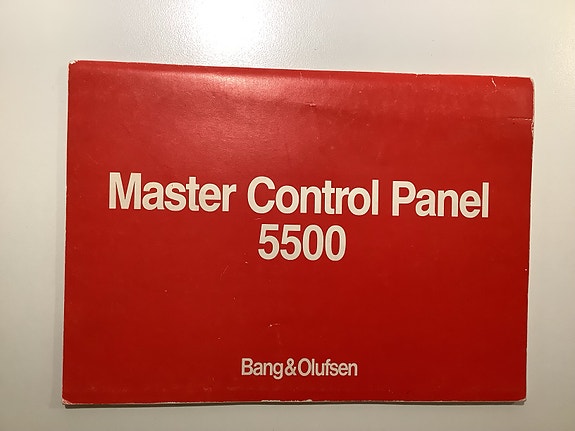 Master Control Panel
5500
Bang&Olufsen